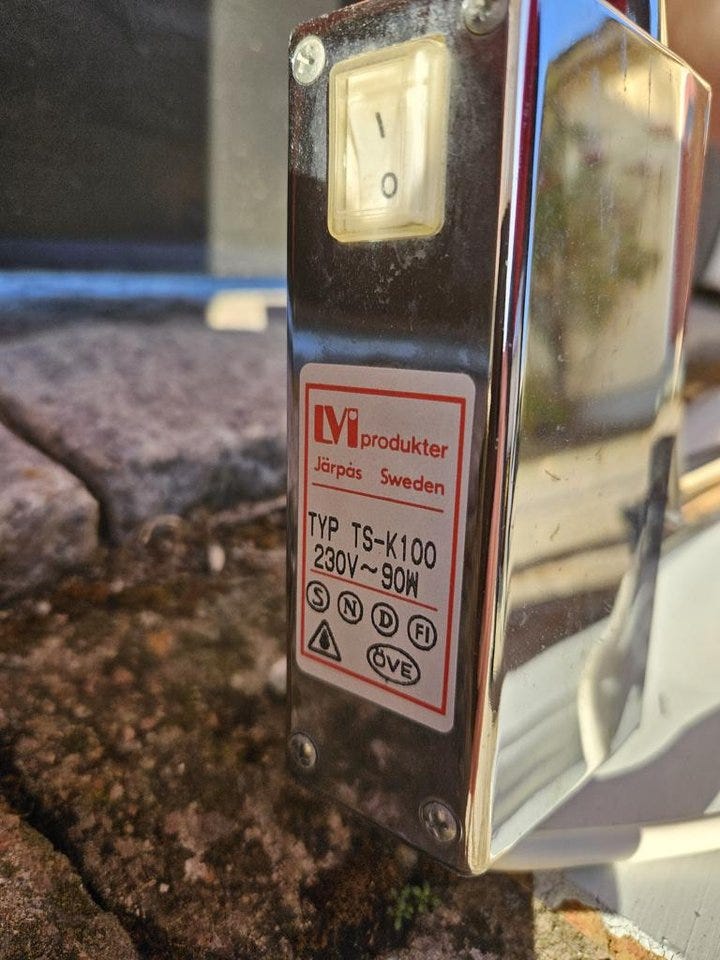 I
O
LVI produkter
Järpås Sweden
TYP TS-K100
230V~90W
S N D FI
ÖVE